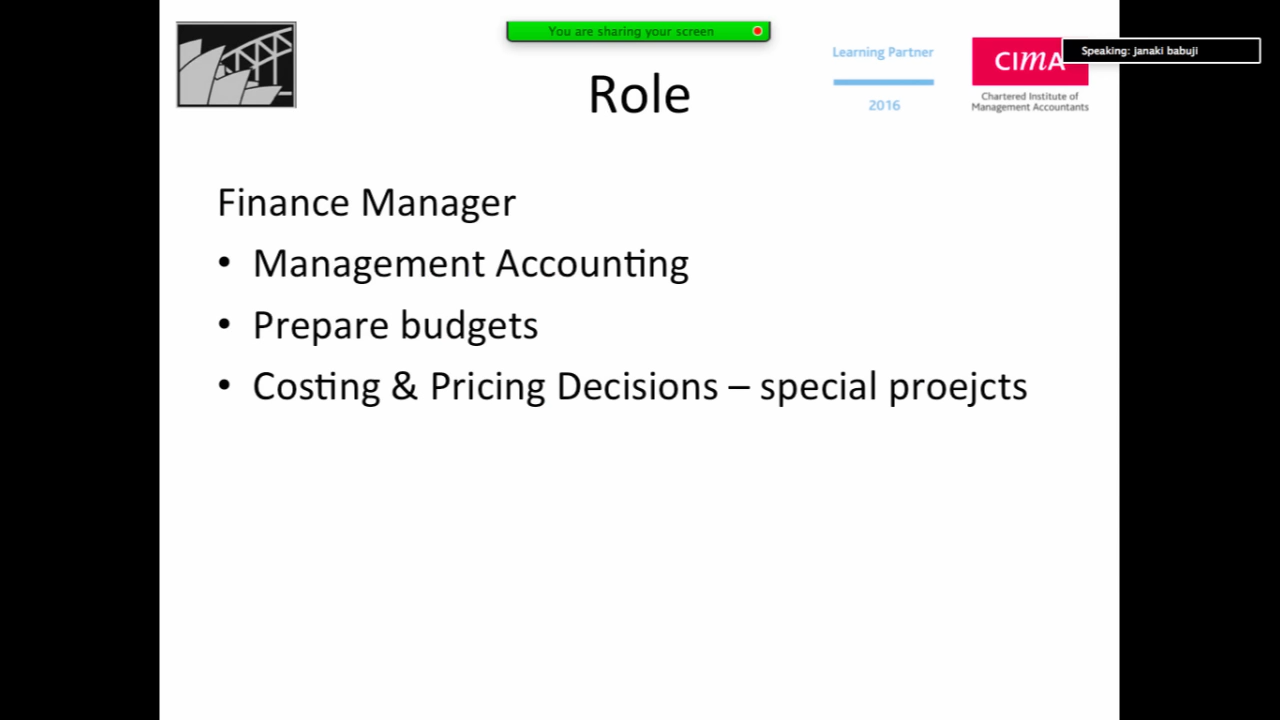 You are sharing your screen
Speaking: janaki babuji
Learning Partner
2016
CIMA
Chartered Institute of
Management Accountants
Role
Finance Manager
• Management Accounting
• Prepare budgets
• Costing & Pricing Decisions – special proejcts